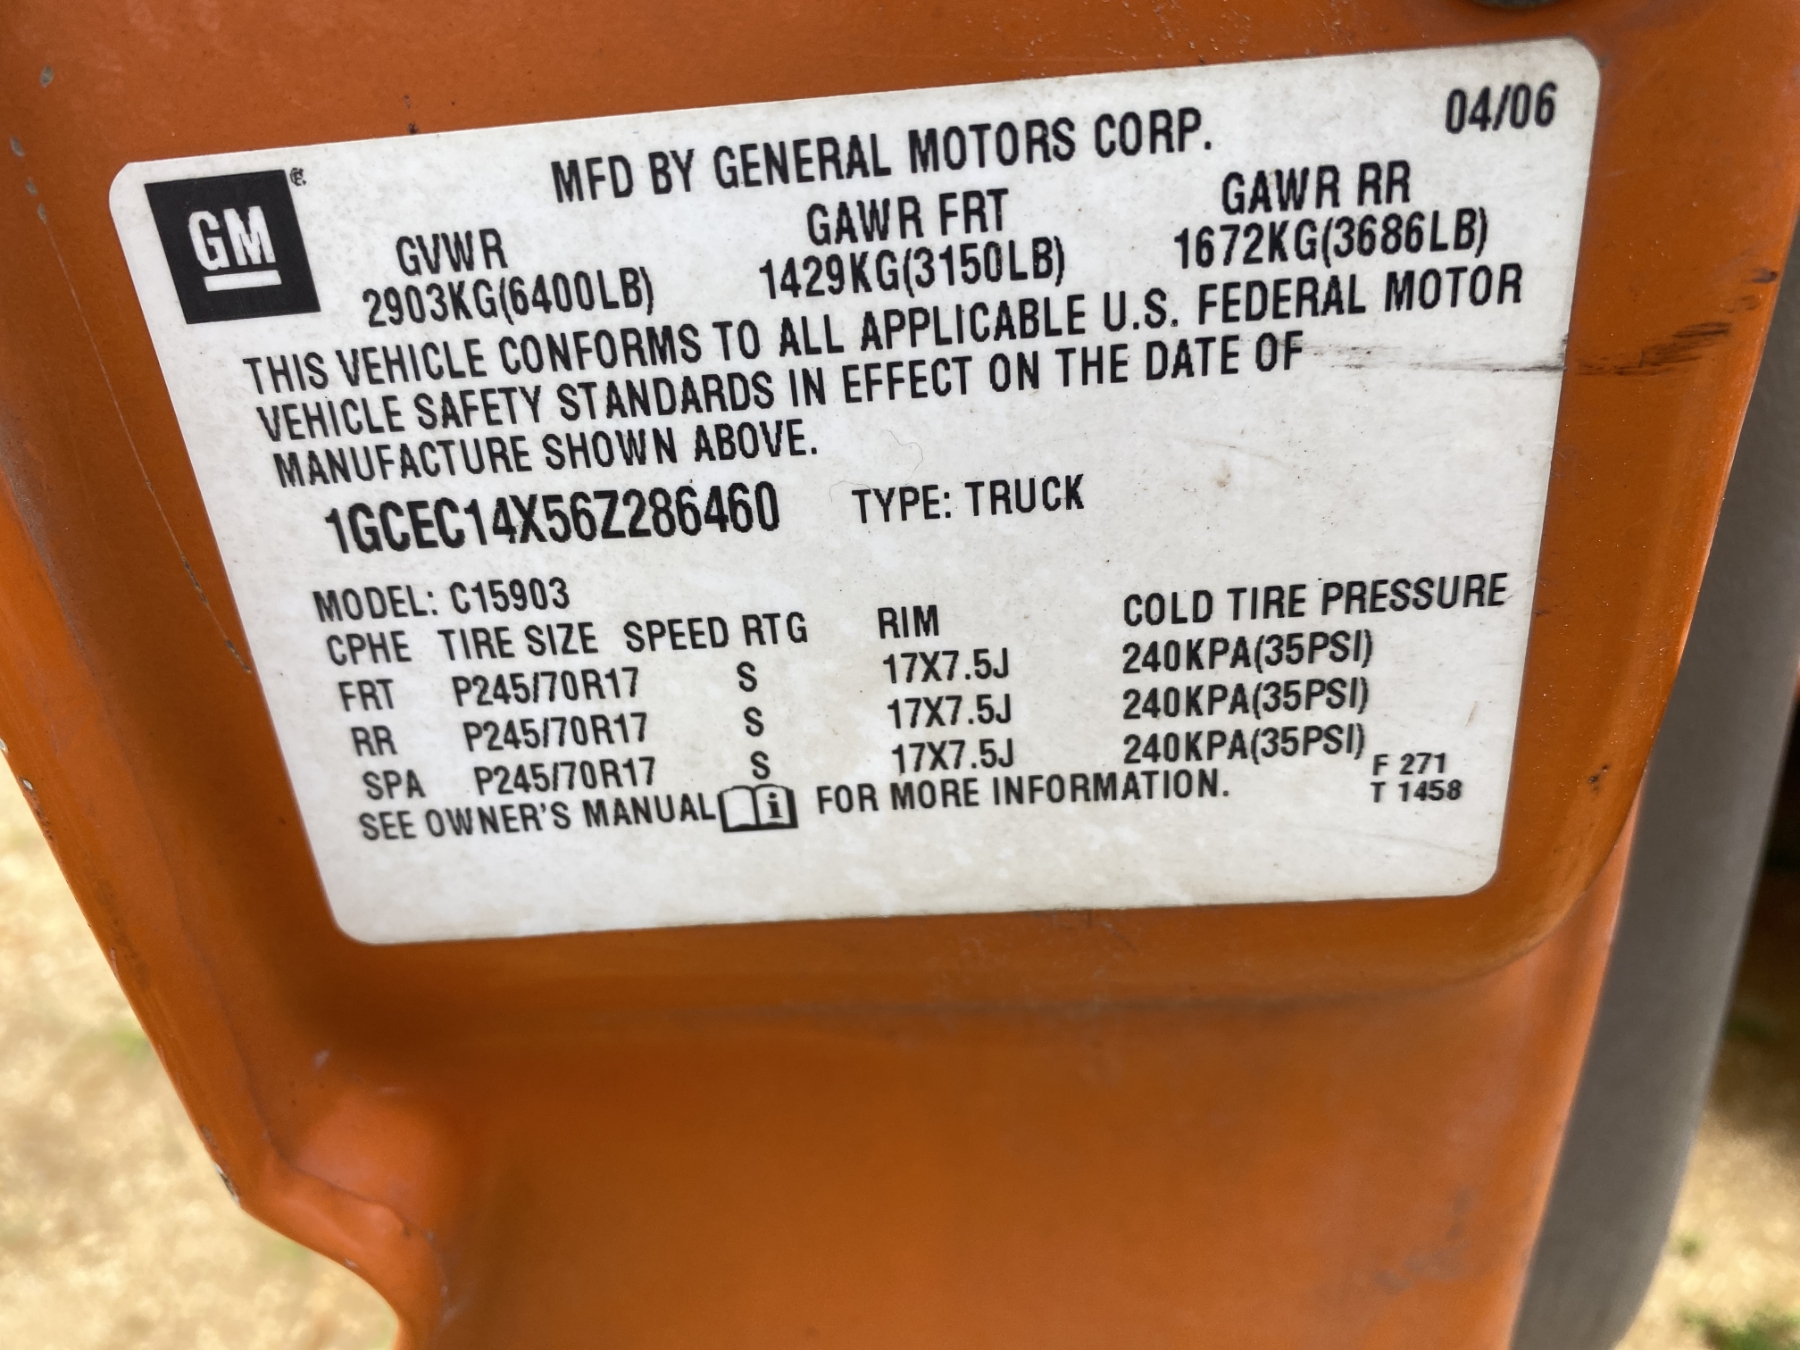 GM
MFD BY GENERAL MOTORS CORP. 04/06
GVWR GAWR FRT GAWR RR
2903KG(6400LB) 1429KG(3150LB) 1672KG(3686LB)
THIS VEHICLE CONFORMS TO ALL APPLICABLE U.S. FEDERAL MOTOR
VEHICLE SAFETY STANDARDS IN EFFECT ON THE DATE OF
MANUFACTURE SHOWN ABOVE.
1GCEC14X56Z286460 TYPE: TRUCK
MODEL: C15903
CPHE TIRE SIZE SPEED RTG RIM COLD TIRE PRESSURE
FRT P245/70R17 S 17X7.5J 240KPA(35PSI)
RR P245/70R17 S 17X7.5J 240KPA(35PSI)
SPA P245/70R17 S 17X7.5J 240KPA(35PSI)
SEE OWNER'S MANUAL i FOR MORE INFORMATION.
F 271
T 1458